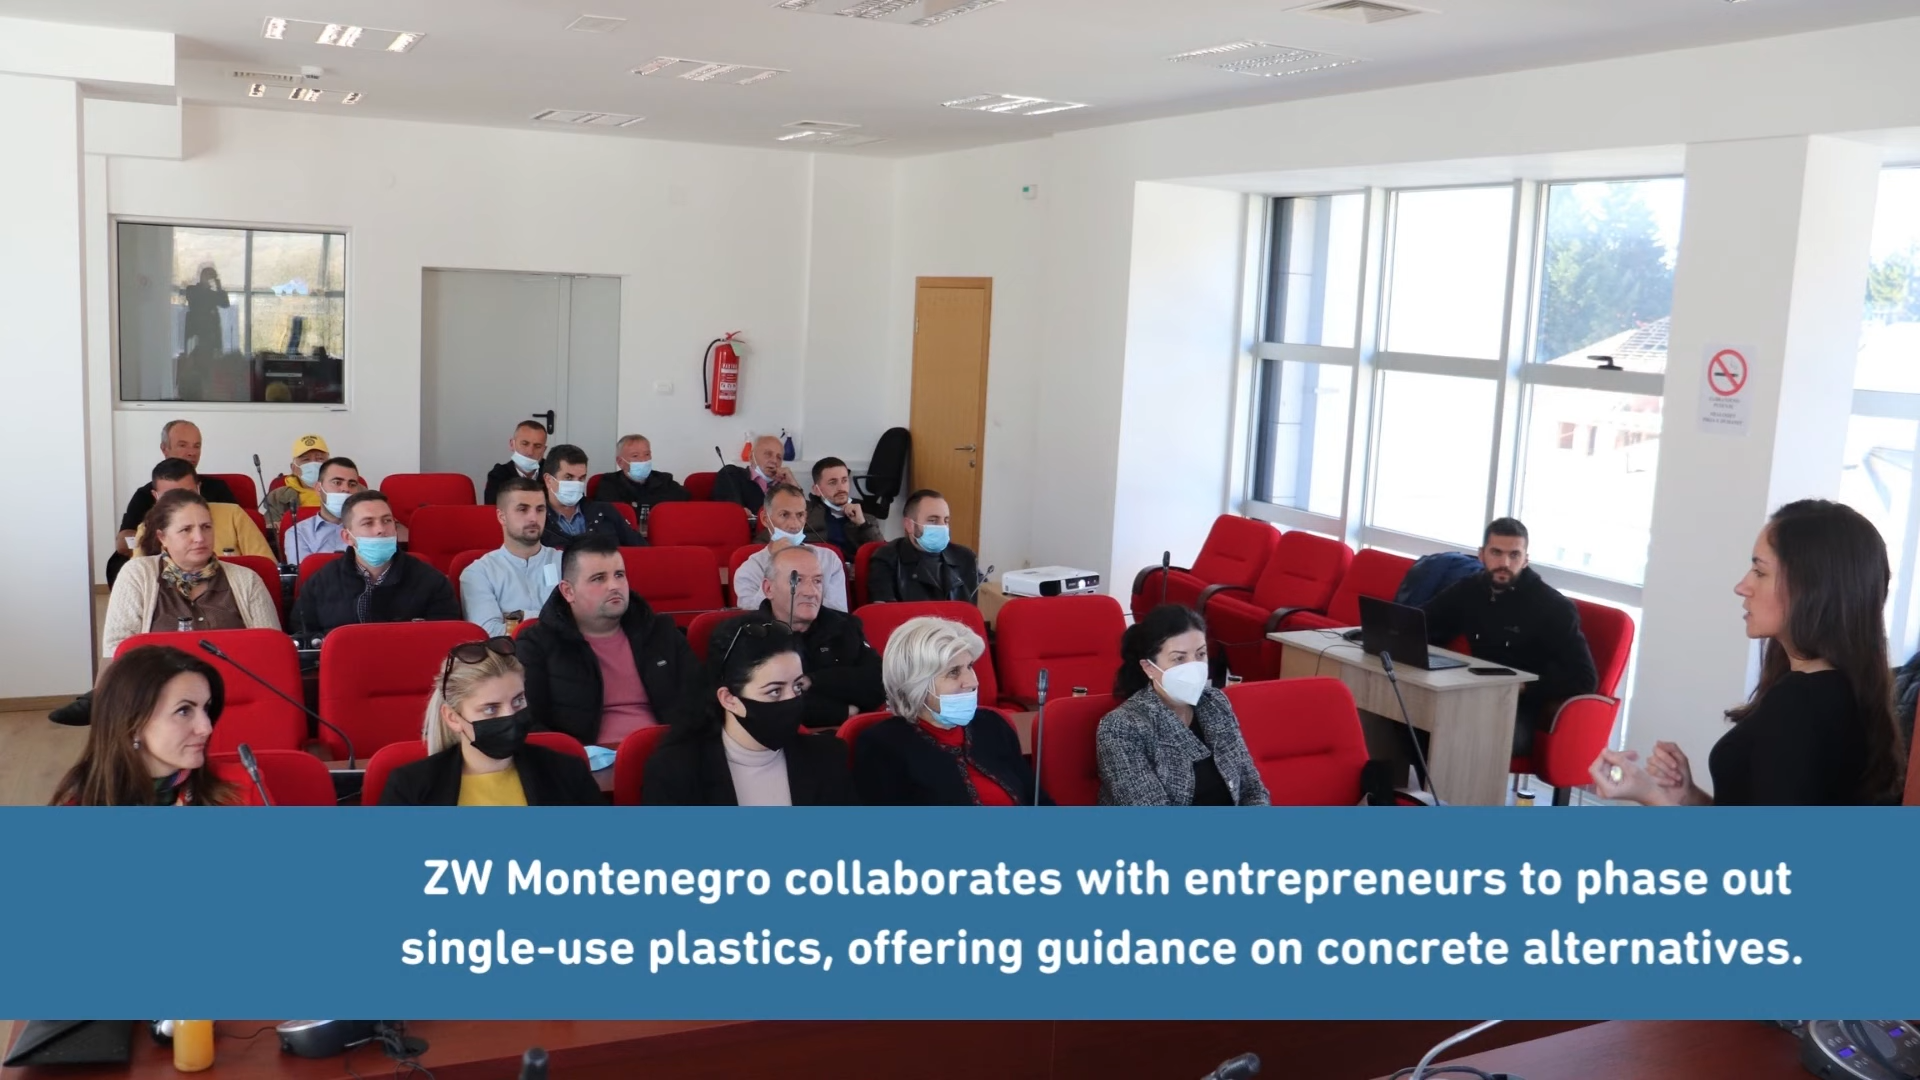 ZW Montenegro collaborates with entrepreneurs to phase out
single-use plastics, offering guidance on concrete alternatives.